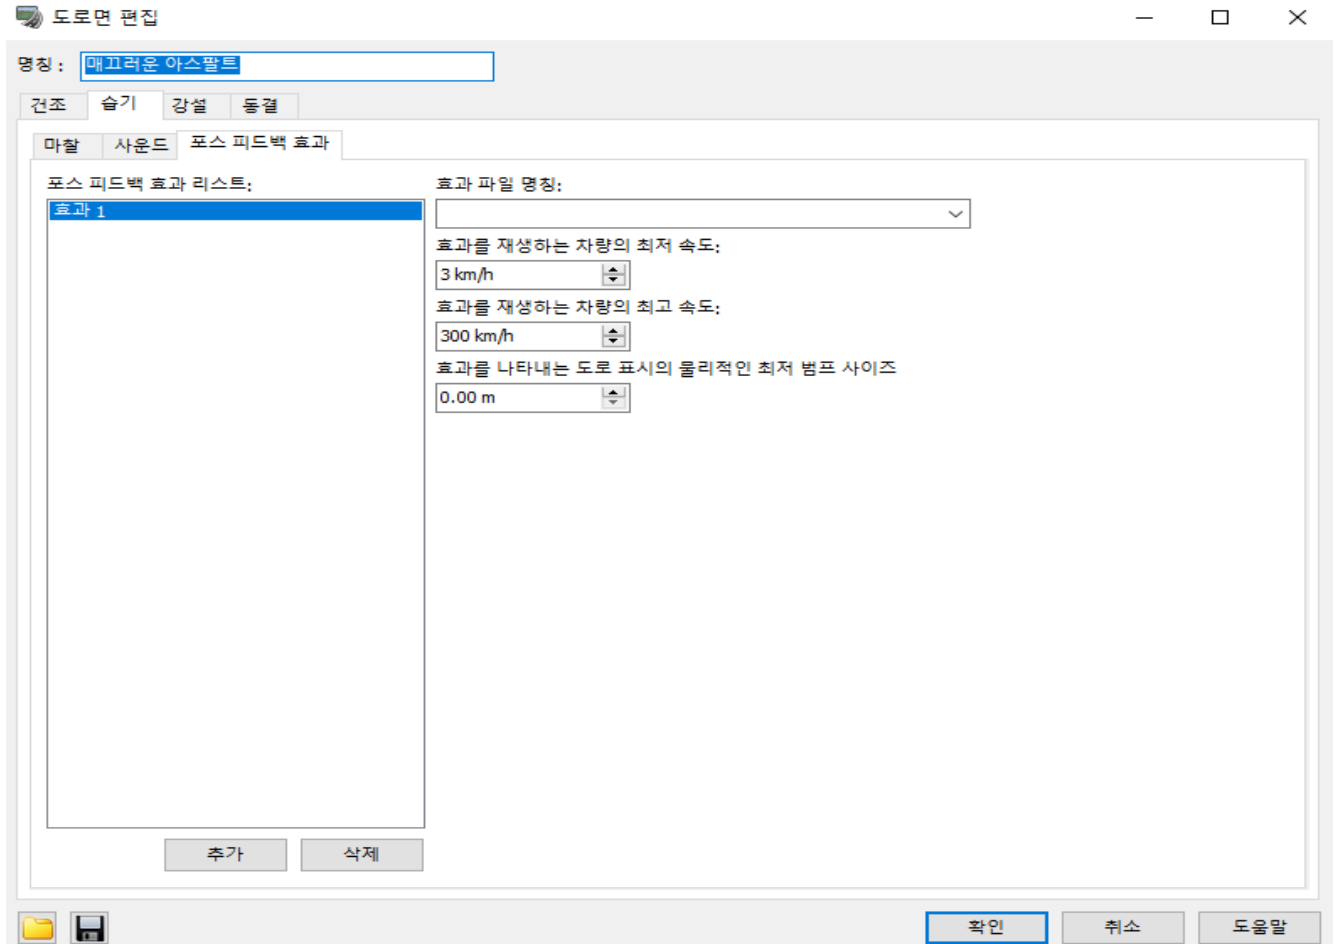 도로면 편집
명칭 : 매끄러운 아스팔트
건조 습기 강설 동결
마찰 사운드 포스 피드백 효과
포스 피드백 효과 리스트:
효과 1
효과 파일 명칭:
효과를 재생하는 차량의 최저 속도:
3 km/h
효과를 재생하는 차량의 최고 속도:
300 km/h
효과를 나타내는 도로 표시의 물리적인 최저 범프 사이즈
0.00 m
추가 삭제
확인 취소 도움말